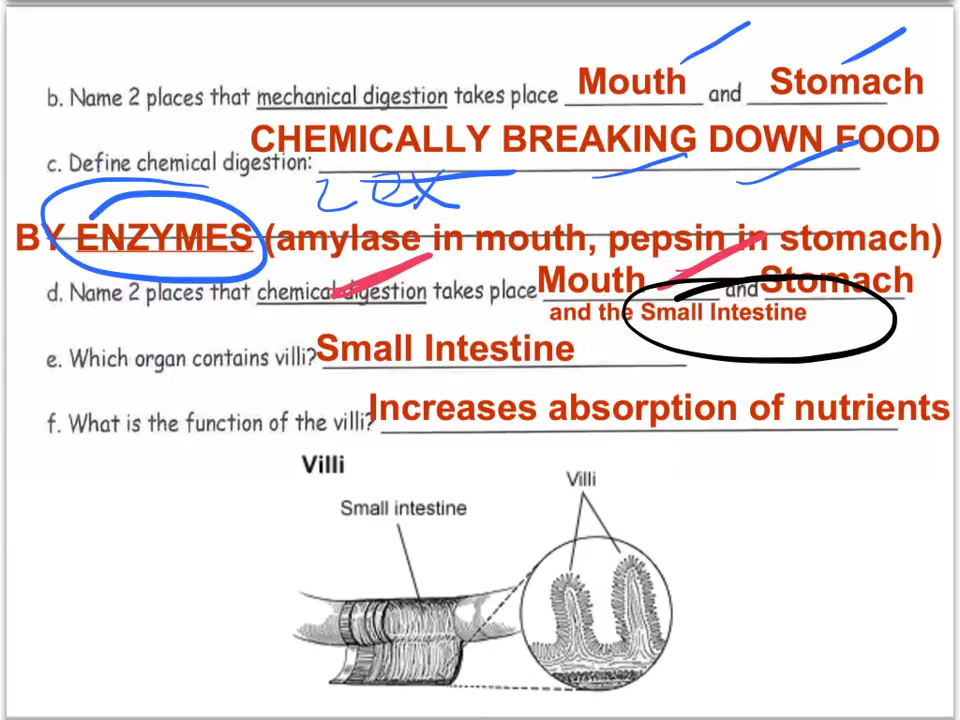 b. Name 2 places that mechanical digestion takes place Mouth and Stomach
CHEMICALLY BREAKING DOWN FOOD
c. Define chemical digestion:
2 ex
BY ENZYMES (amylase in mouth, pepsin in stomach)
d. Name 2 places that chemical digestion takes place Mouth and Stomach
and the Small Intestine
e. Which organ contains villi? Small Intestine
f. What is the function of the villi? Increases absorption of nutrients
Villi
Villi
Small intestine